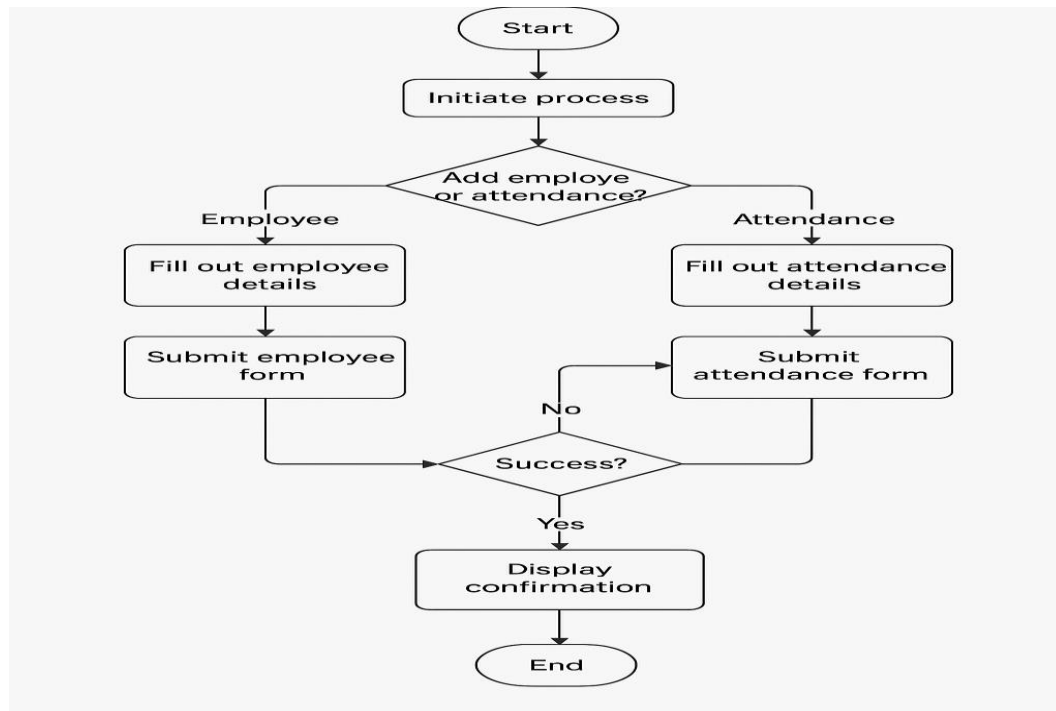 Start
Initiate process
Add employe
or attendance?
Employee
Attendance
Fill out employee
details
Fill out attendance
details
Submit employee
form
Submit
attendance form
No
Success?
Yes
Display
confirmation
End